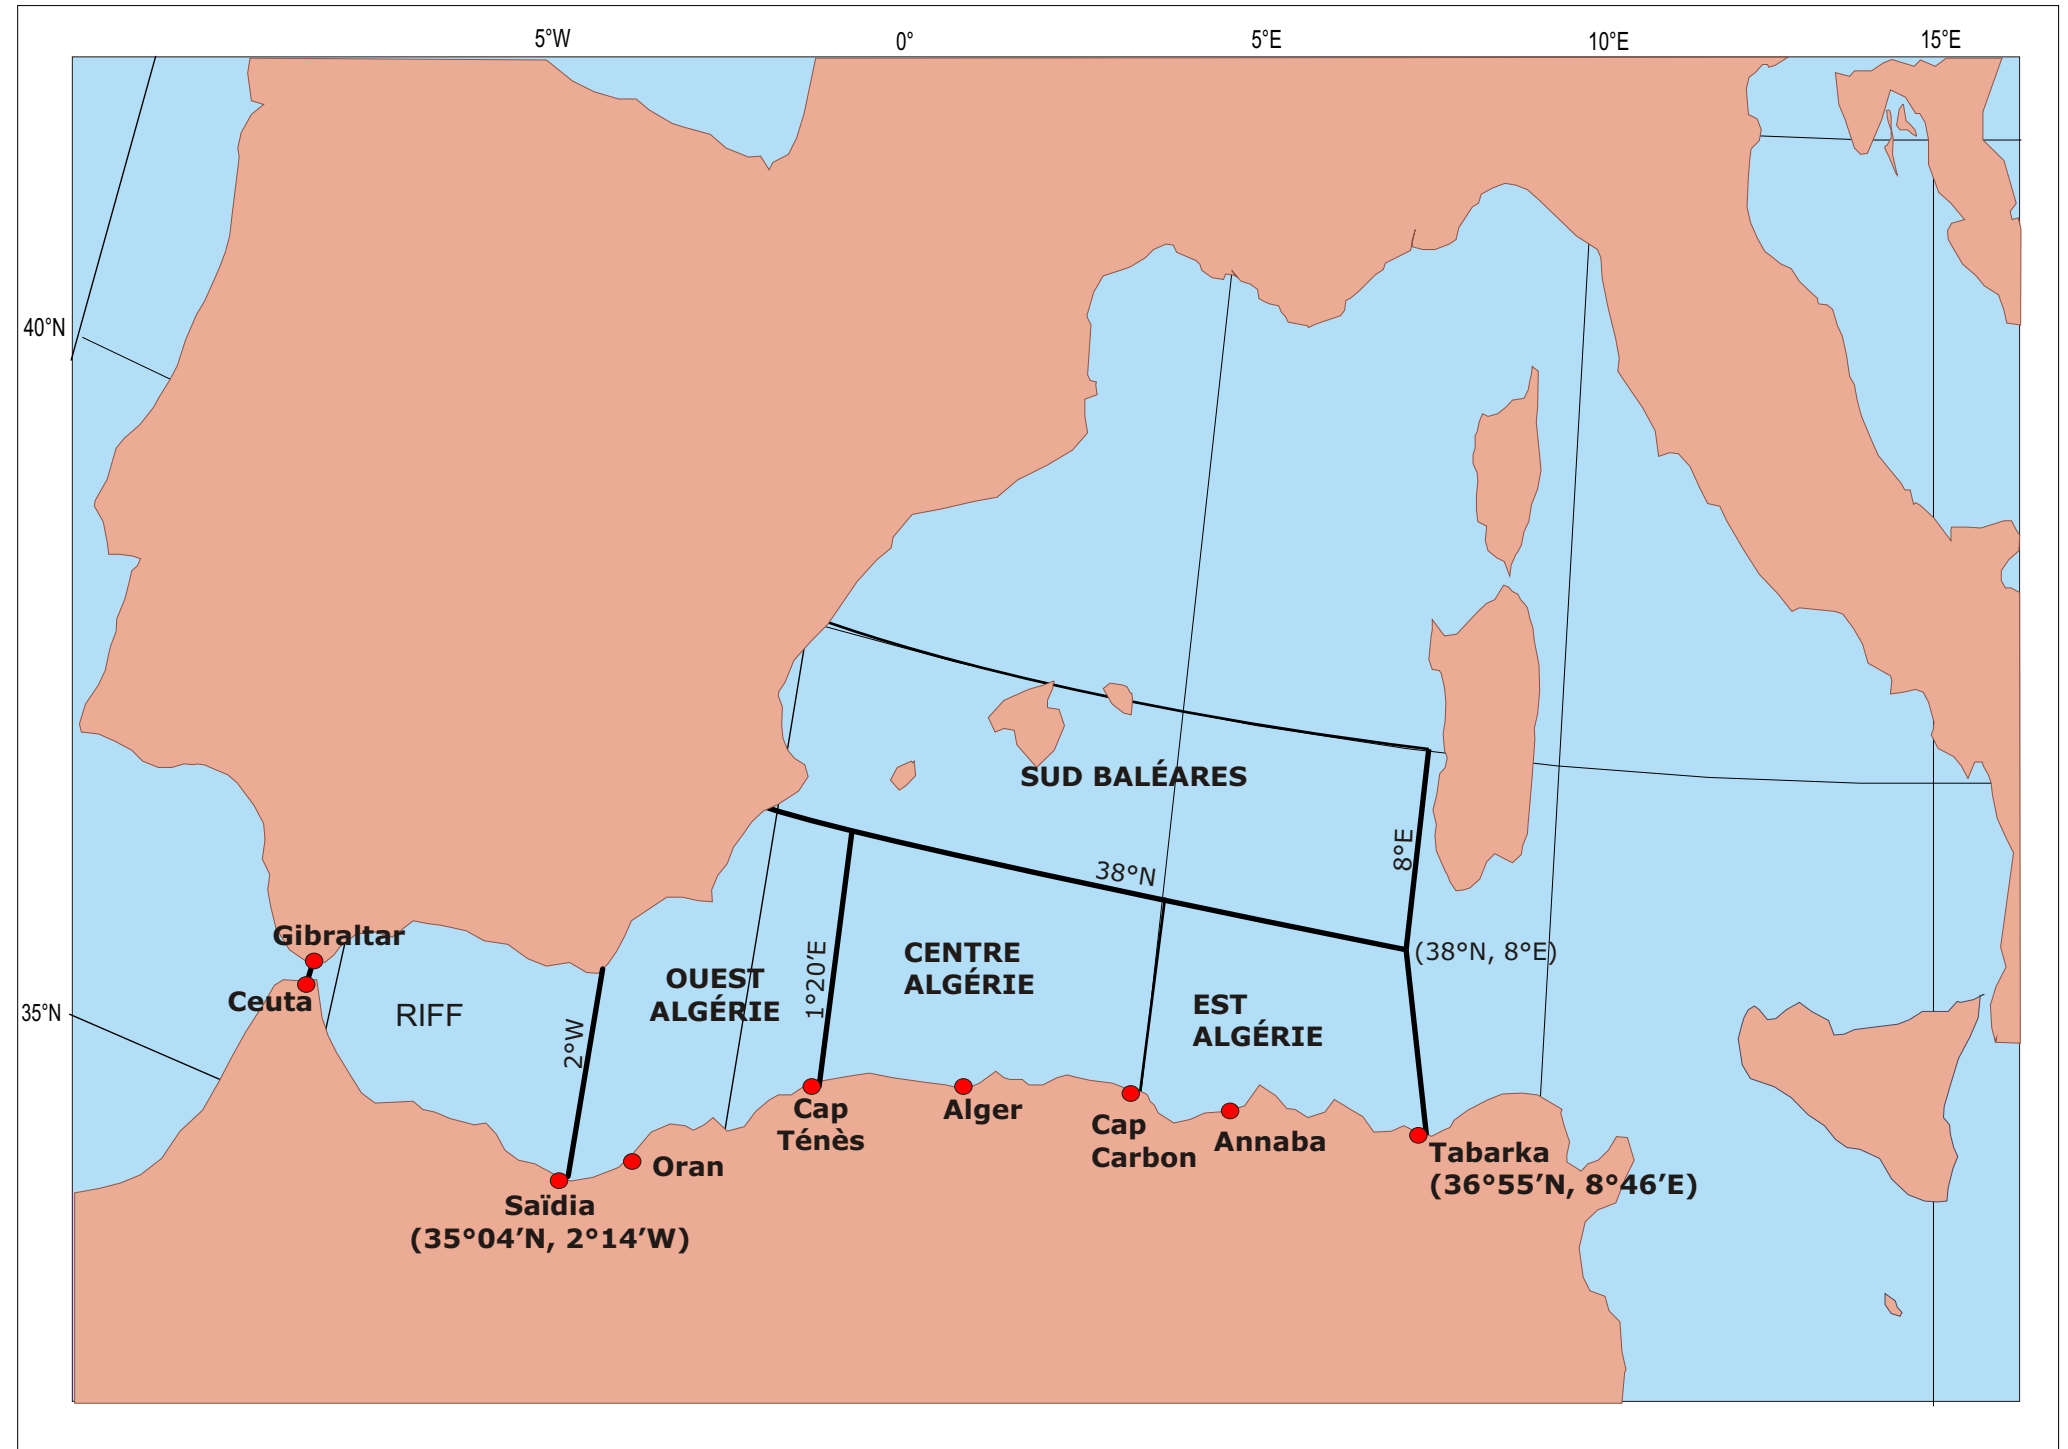 5°W
0°
5°E
10°E
15°E
40°N
35°N
SUD BALÉARES
8°E
38°N
(38°N, 8°E)
Gibraltar
Ceuta
RIFF
2°W
OUEST
ALGÉRIE
1°20′E
CENTRE
ALGÉRIE
EST
ALGÉRIE
Cap
Ténès
Alger
Cap
Carbon
Annaba
Tabarka
(36°55′N, 8°46′E)
Oran
Saïdia
(35°04′N, 2°14′W)